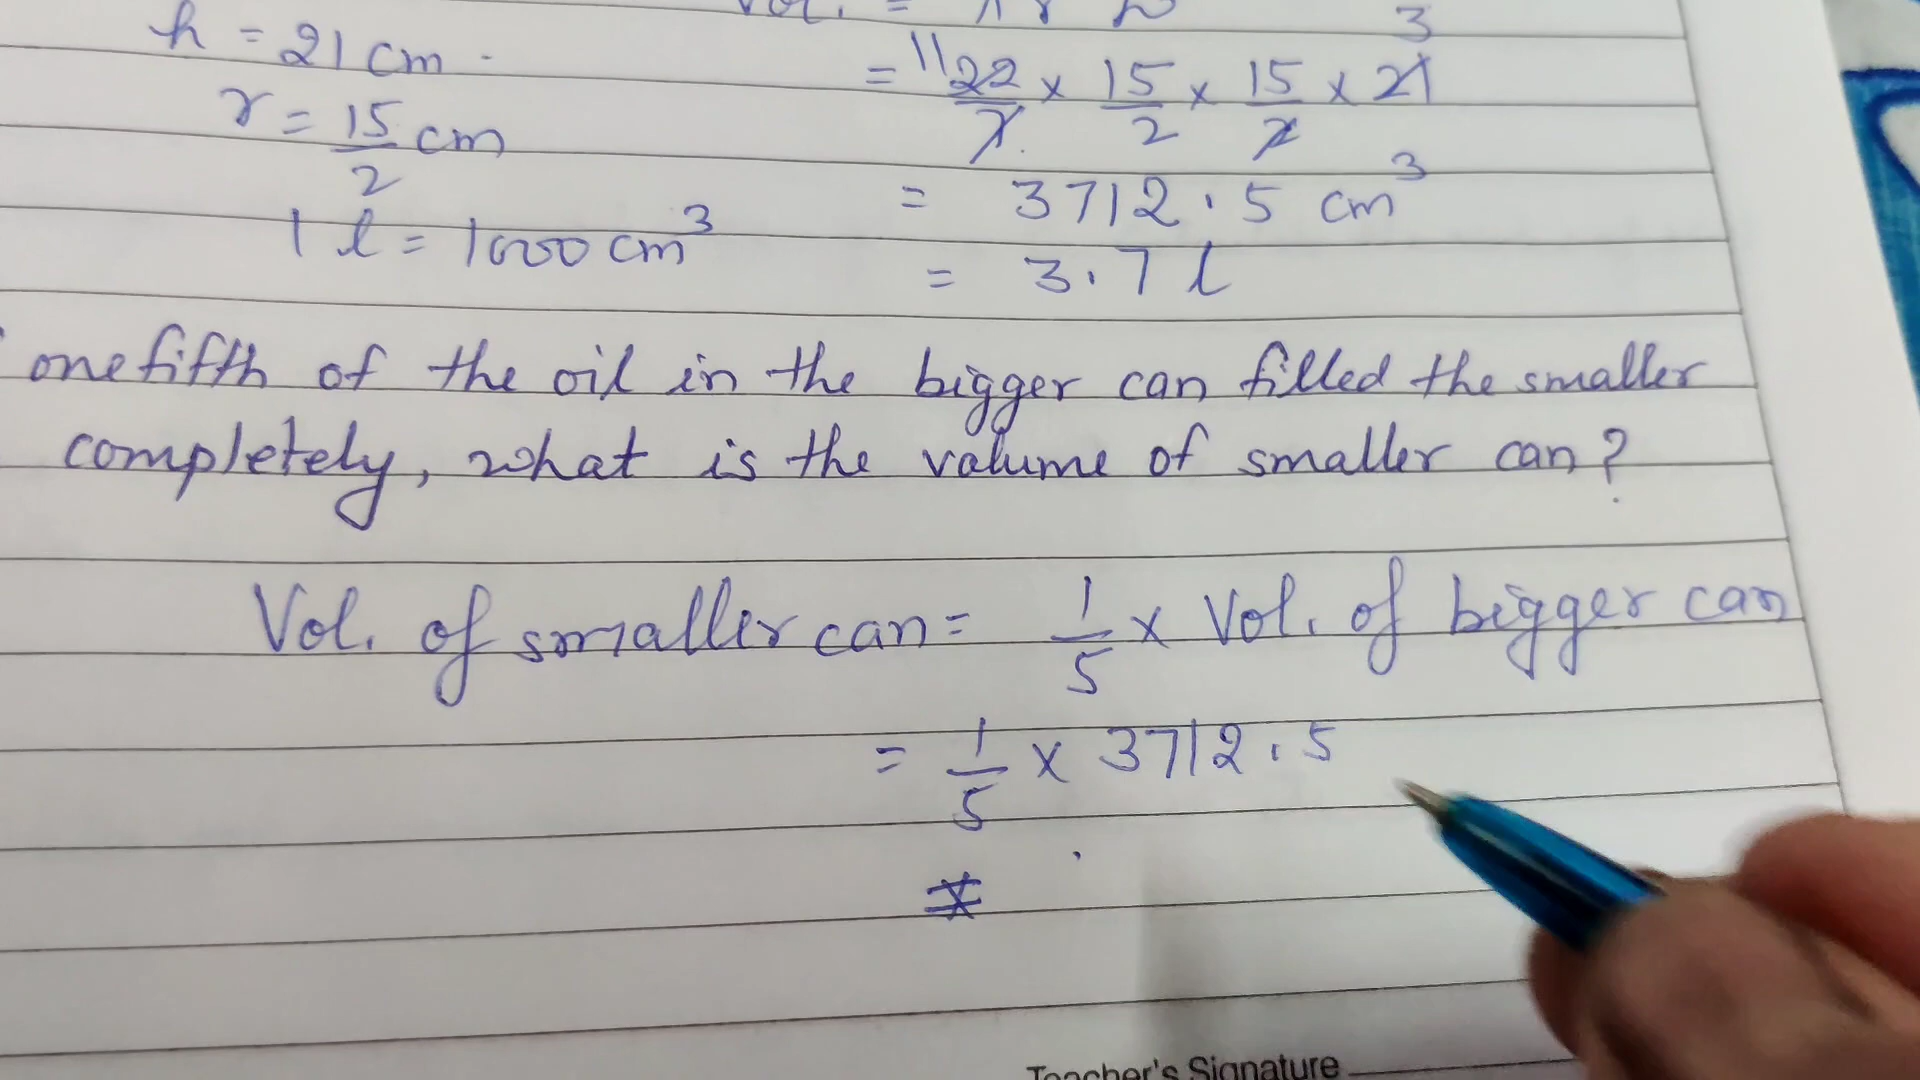 h = 21 cm
r = 15/2 cm
1 l = 1000 cm³
Vol. = πr²h
= 22/7 × 15/2 × 15/2 × 21
11 3
= 3712.5 cm³
= 3.7 l
one fifth of the oil in the bigger can filled the smaller
completely, what is the volume of smaller can?
Vol. of smaller can = 1/5 × Vol. of bigger can
= 1/5 × 3712.5
=
Teacher's Signature